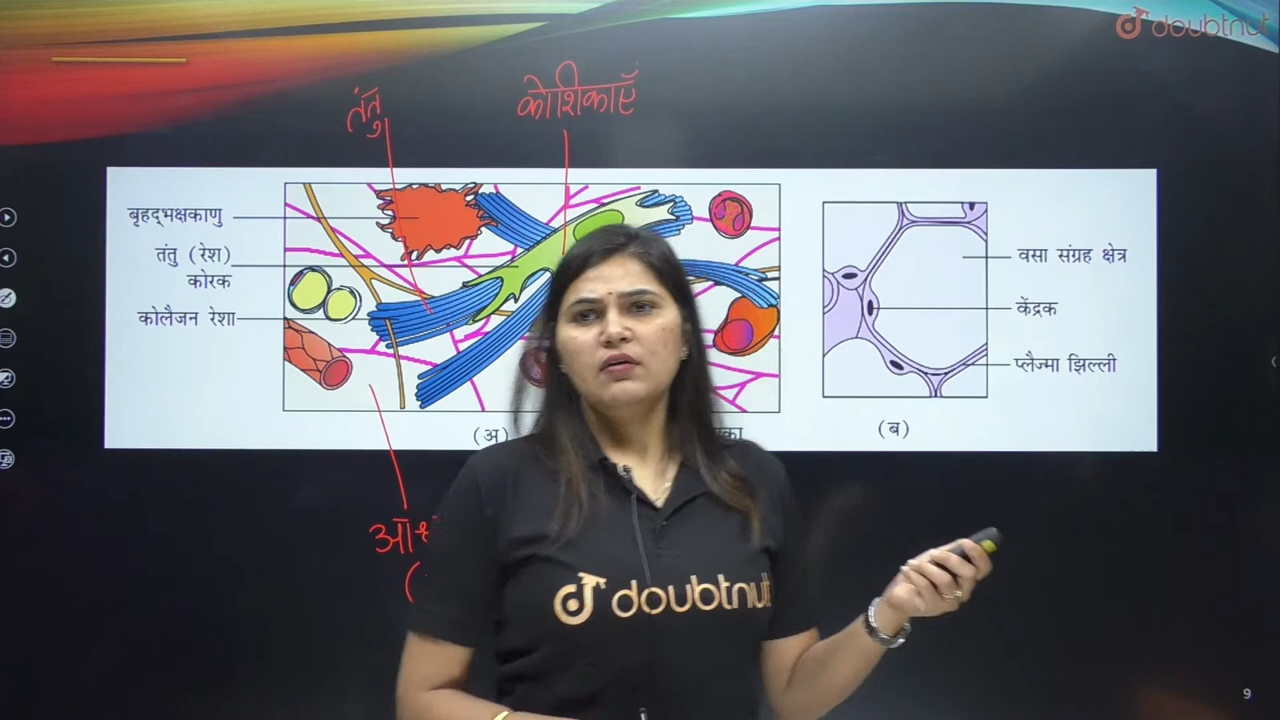 doubtnut
तंतु
कोशिकाएँ
बृहद्भक्षकाणु
तंतु (रेश)
कोरक
कोलैजन रेशा
वसा संग्रह क्षेत्र
केंद्रक
प्लैज्मा झिल्ली
(अ)
(ब)
doubtnut
9